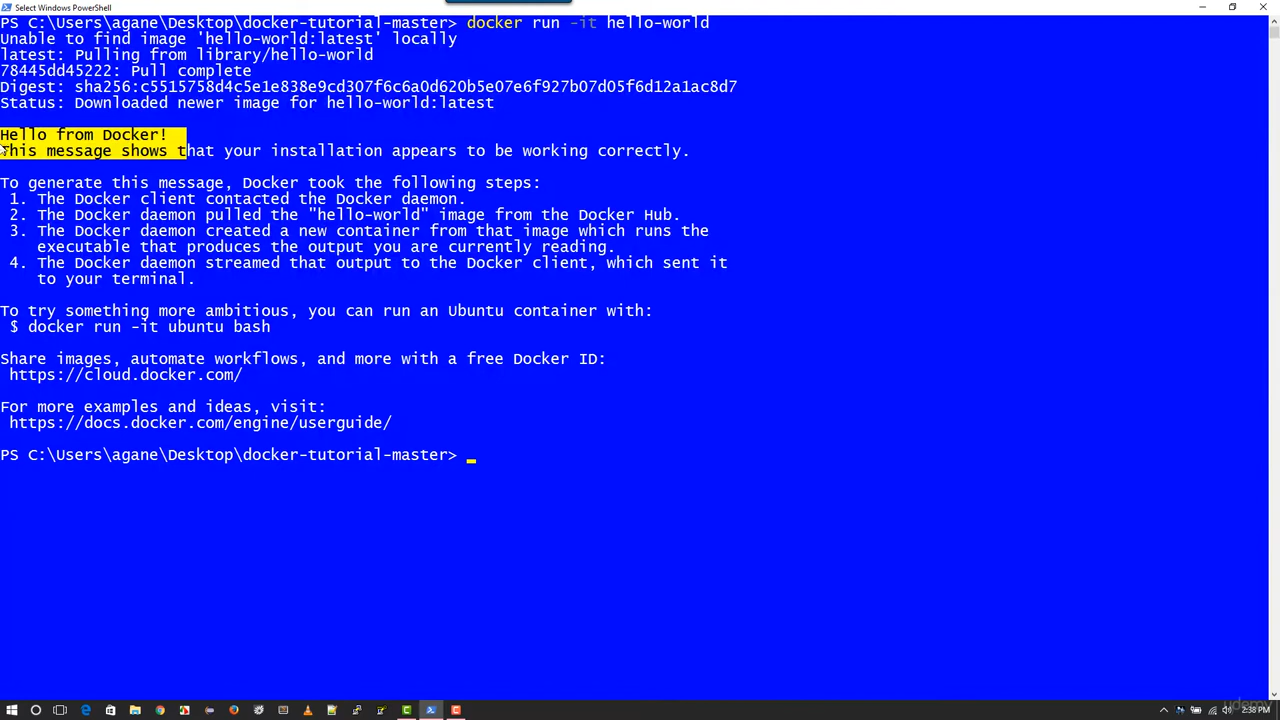 Select Windows PowerShell
PS C:\Users\agane\Desktop\docker-tutorial-master> docker run -it hello-world
Unable to find image 'hello-world:latest' locally
latest: Pulling from library/hello-world
78445dd45222: Pull complete
Digest: sha256:c5515758d4c5e1e838e9cd307f6c6a0d620b5e07e6f927b07d05f6d12a1ac8d7
Status: Downloaded newer image for hello-world:latest
Hello from Docker!
This message shows that your installation appears to be working correctly.
To generate this message, Docker took the following steps:
1. The Docker client contacted the Docker daemon.
2. The Docker daemon pulled the "hello-world" image from the Docker Hub.
3. The Docker daemon created a new container from that image which runs the
executable that produces the output you are currently reading.
4. The Docker daemon streamed that output to the Docker client, which sent it
to your terminal.
To try something more ambitious, you can run an Ubuntu container with:
$ docker run -it ubuntu bash
Share images, automate workflows, and more with a free Docker ID:
https://cloud.docker.com/
For more examples and ideas, visit:
https://docs.docker.com/engine/userguide/
PS C:\Users\agane\Desktop\docker-tutorial-master>
udemy
2:38 PM